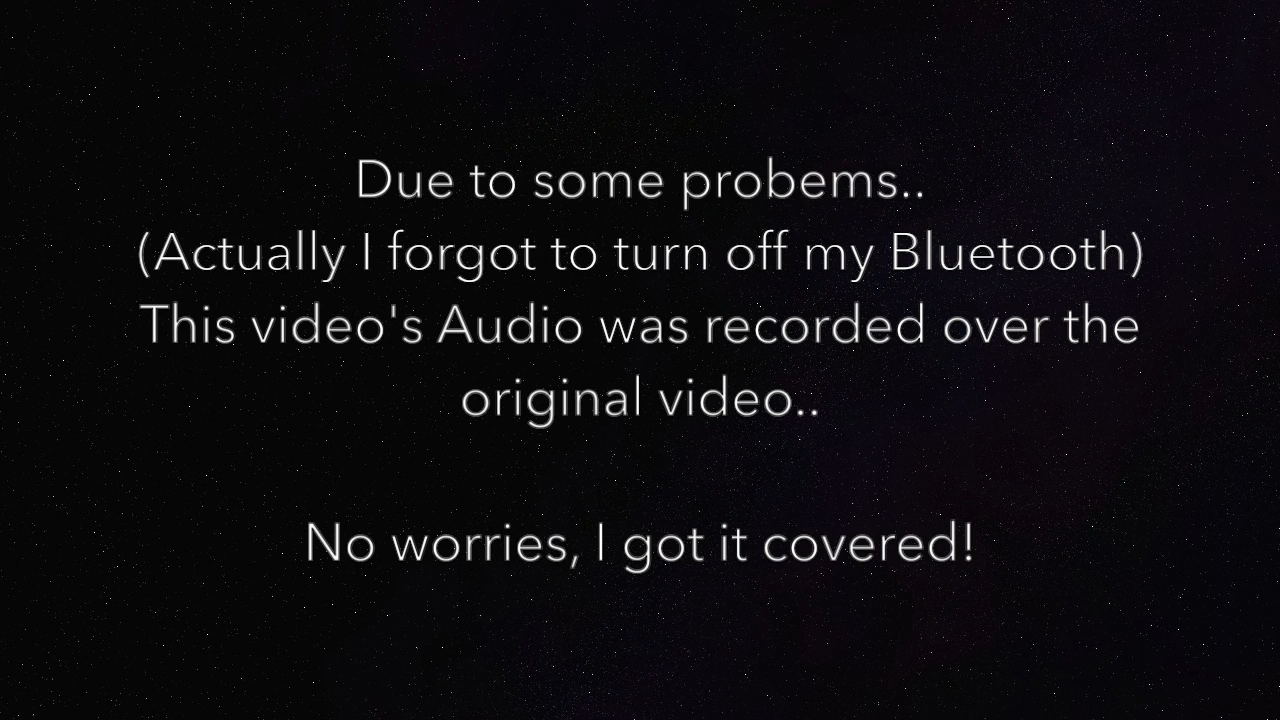 Due to some probems..
(Actually I forgot to turn off my Bluetooth)
This video's Audio was recorded over the
original video..
No worries, I got it covered!